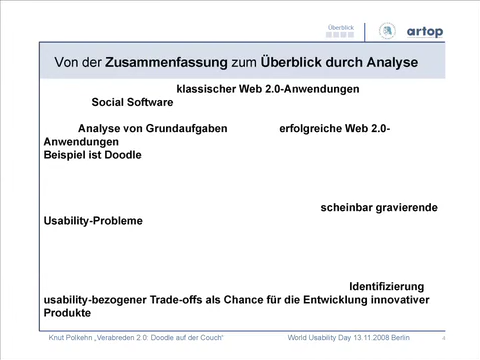 Überblick
artop
Von der Zusammenfassung zum Überblick durch Analyse
klassischer Web 2.0-Anwendungen
Social Software
Analyse von Grundaufgaben erfolgreiche Web 2.0-
Anwendungen
Beispiel ist Doodle
scheinbar gravierende
Usability-Probleme
Identifizierung
usability-bezogener Trade-offs als Chance für die Entwicklung innovativer
Produkte
Knut Polkehn „Verabreden 2.0: Doodle auf der Couch“ World Usability Day 13.11.2008 Berlin 4